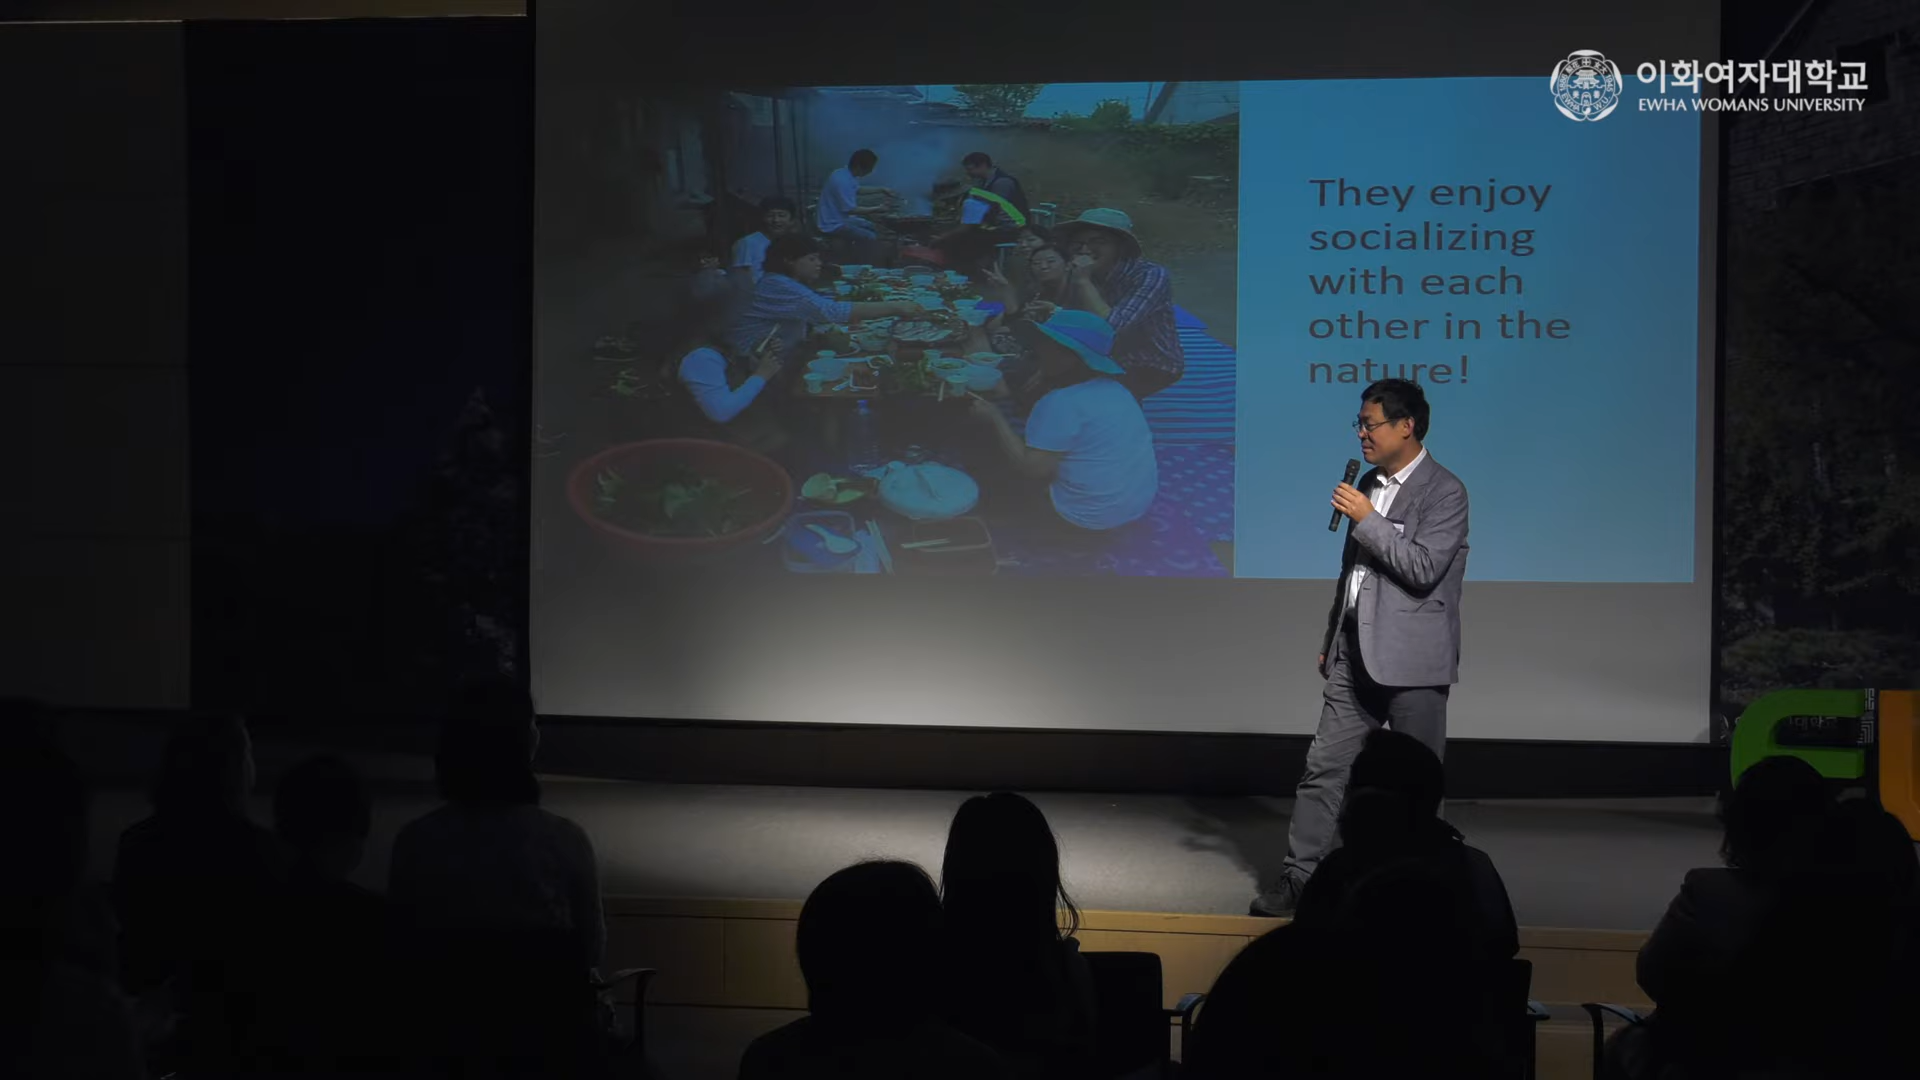 이화여자대학교
EWHA WOMANS UNIVERSITY
They enjoy
socializing
with each
other in the
nature!